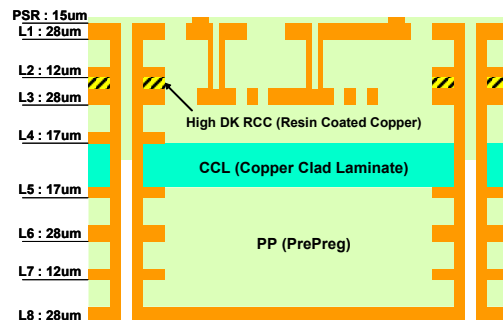 PSR : 15um
L1 : 28um
L2 : 12um
L3 : 28um
High DK RCC (Resin Coated Copper)
L4 : 17um
CCL (Copper Clad Laminate)
L5 : 17um
L6 : 28um
PP (PrePreg)
L7 : 12um
L8 : 28um